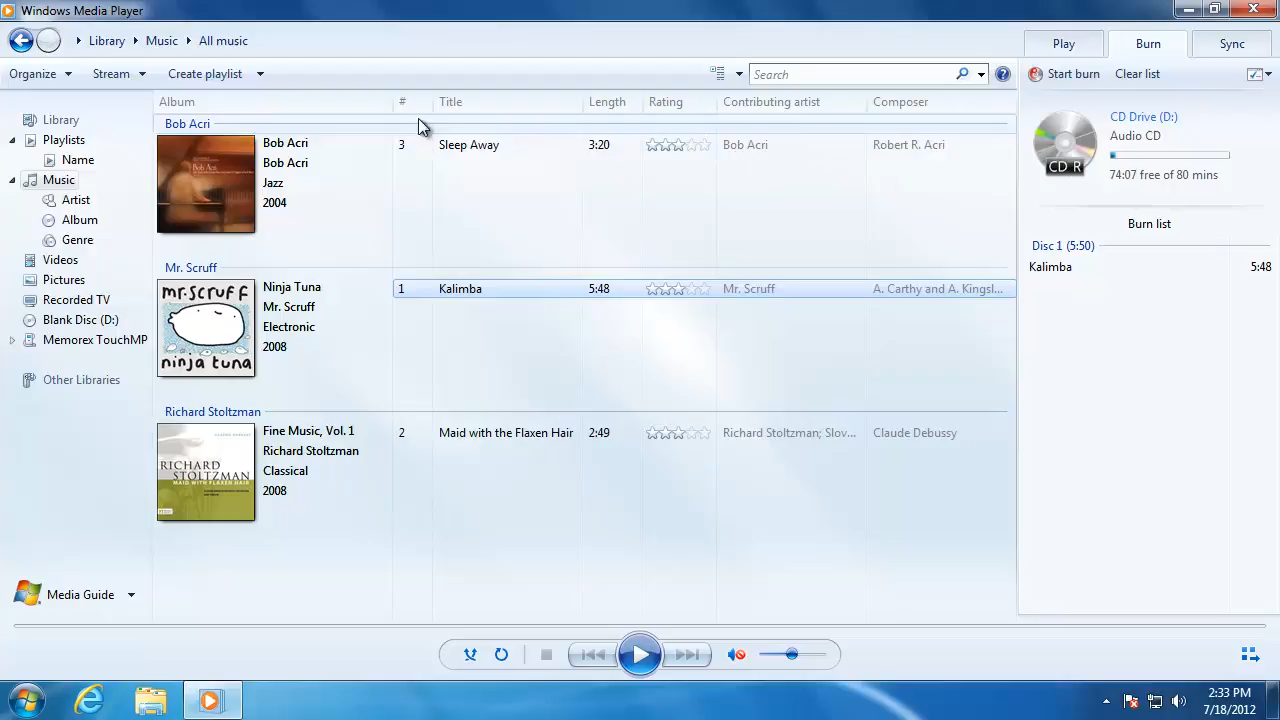 Windows Media Player
Library Music All music
Play Burn Sync
Organize Stream Create playlist Search
Start burn Clear list
Album # Title Length Rating Contributing artist Composer
Library
Playlists
Name
Music
Artist
Album
Genre
Videos
Pictures
Recorded TV
Blank Disc (D:)
Memorex TouchMP
Other Libraries
Media Guide
Bob Acri
Bob Acri
Bob Acri
Jazz
2004
3 Sleep Away 3:20 Bob Acri Robert R. Acri
Mr. Scruff
mr.scruff
ninja tuna
Ninja Tuna
Mr. Scruff
Electronic
2008
1 Kalimba 5:48 Mr. Scruff A. Carthy and A. Kingsl...
Richard Stoltzman
RICHARD
STOLTZMAN
MAID WITH FLAXEN HAIR
Fine Music, Vol. 1
Richard Stoltzman
Classical
2008
2 Maid with the Flaxen Hair 2:49 Richard Stoltzman; Slov... Claude Debussy
CD R
CD Drive (D:)
Audio CD
74:07 free of 80 mins
Burn list
Disc 1 (5:50)
Kalimba 5:48
2:33 PM
7/18/2012